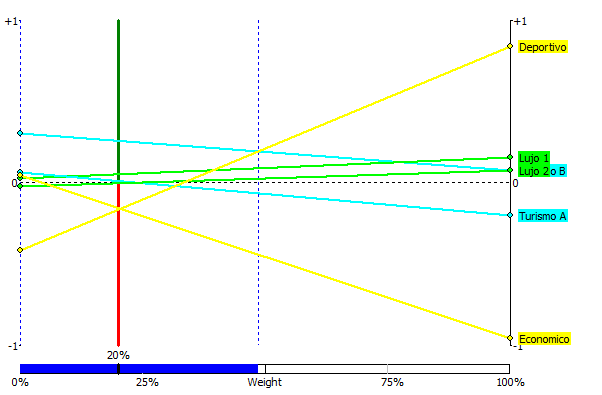 +1
+1
Deportivo
Lujo 1
Lujo 2 o B
0
0
Turismo A
Economico
-1
-1
20%
0%
25%
Weight
75%
100%